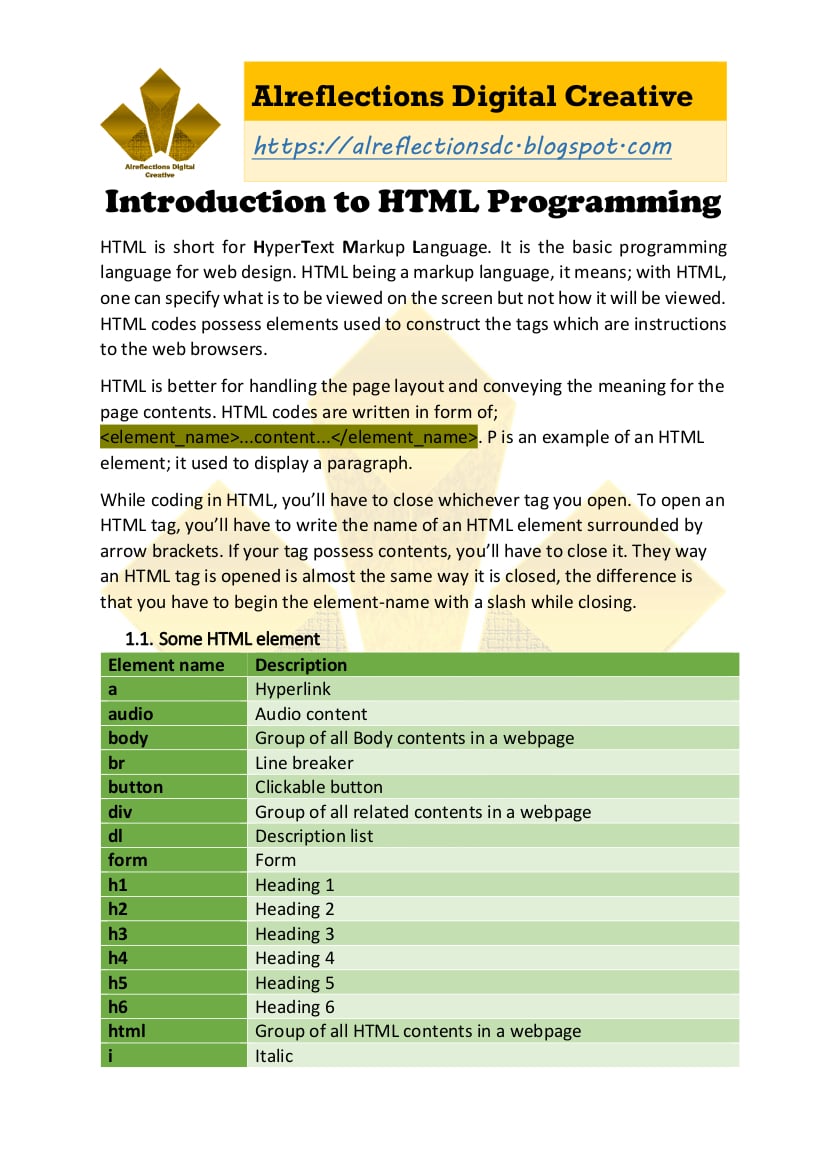 Alreflections Digital Creative
https://alreflectionsdc.blogspot.com
Alreflections Digital
Creative
Introduction to HTML Programming
HTML is short for HyperText Markup Language. It is the basic programming
language for web design. HTML being a markup language, it means; with HTML,
one can specify what is to be viewed on the screen but not how it will be viewed.
HTML codes possess elements used to construct the tags which are instructions
to the web browsers.
HTML is better for handling the page layout and conveying the meaning for the
page contents. HTML codes are written in form of;
<element_name>...content...</element_name>. P is an example of an HTML
element; it used to display a paragraph.
While coding in HTML, you’ll have to close whichever tag you open. To open an
HTML tag, you’ll have to write the name of an HTML element surrounded by
arrow brackets. If your tag possess contents, you’ll have to close it. They way
an HTML tag is opened is almost the same way it is closed, the difference is
that you have to begin the element-name with a slash while closing.
1.1. Some HTML element
Element name Description
a Hyperlink
audio Audio content
body Group of all Body contents in a webpage
br Line breaker
button Clickable button
div Group of all related contents in a webpage
dl Description list
form Form
h1 Heading 1
h2 Heading 2
h3 Heading 3
h4 Heading 4
h5 Heading 5
h6 Heading 6
html Group of all HTML contents in a webpage
i Italic